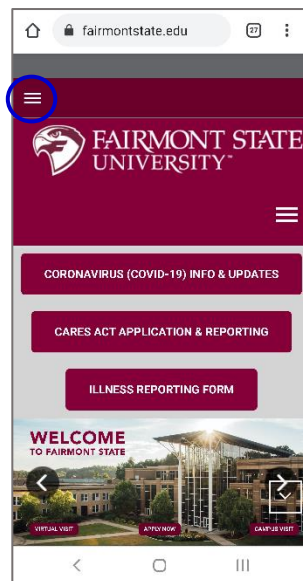 fairmontstate.edu 27
FAIRMONT STATE
UNIVERSITY™
CORONAVIRUS (COVID-19) INFO & UPDATES
CARES ACT APPLICATION & REPORTING
ILLNESS REPORTING FORM
WELCOME
TO FAIRMONT STATE
VIRTUAL VISIT APPLY NOW CAMPUS VISIT